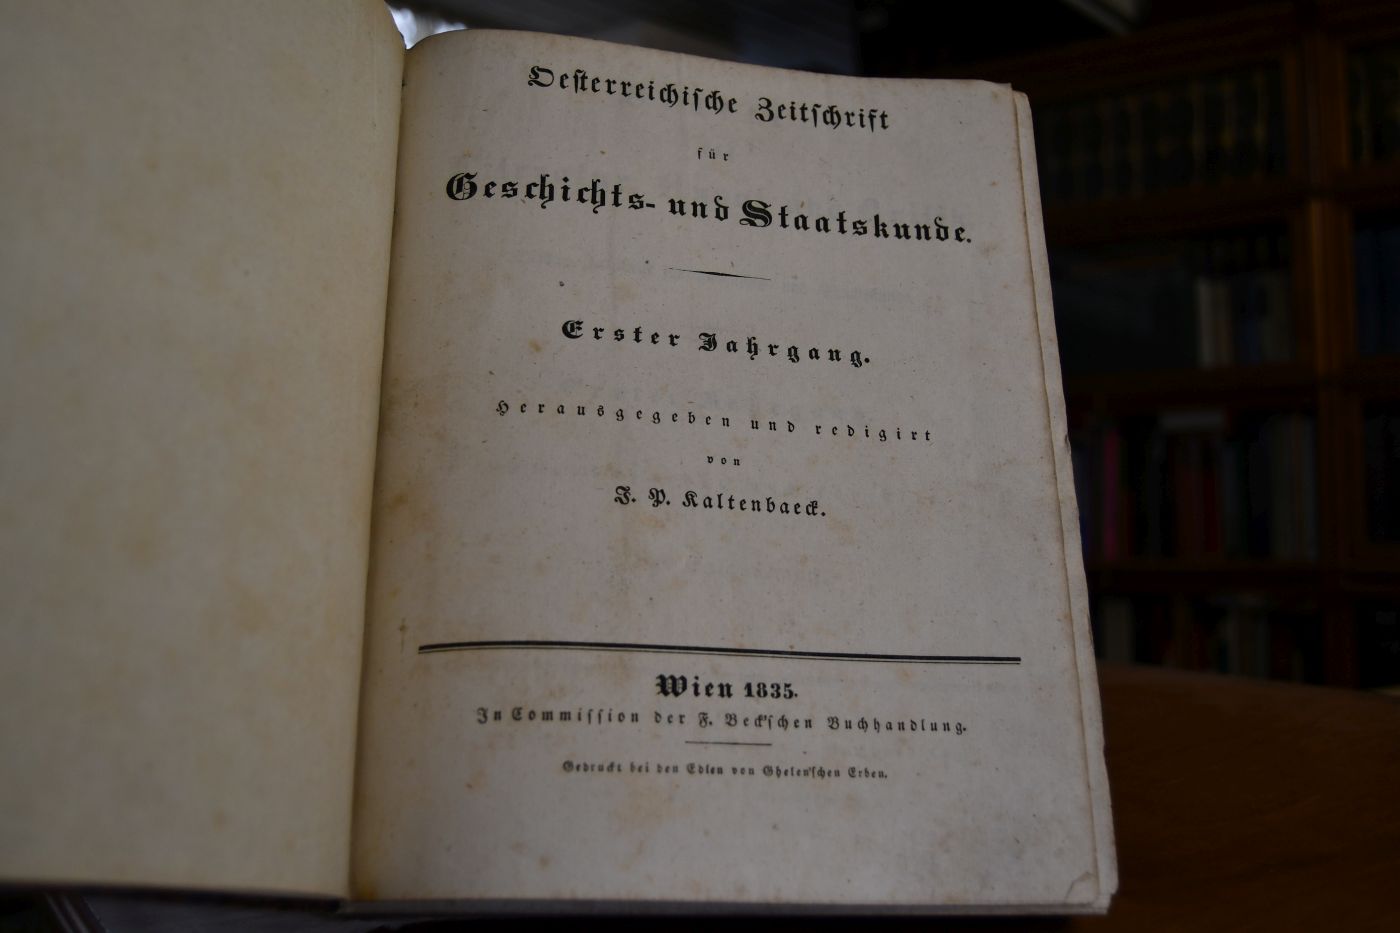 Oeſterreichiſche Zeitſchrift
für
Geschichts- und Staatskunde.
Erster Jahrgang.
Herausgegeben und redigirt
von
J. P. Kaltenbaeck.
Wien 1835.
In Commiſſion der F. Beck'ſchen Buchhandlung.
Gedruckt bei den Edlen von Ghelen'ſchen Erben.